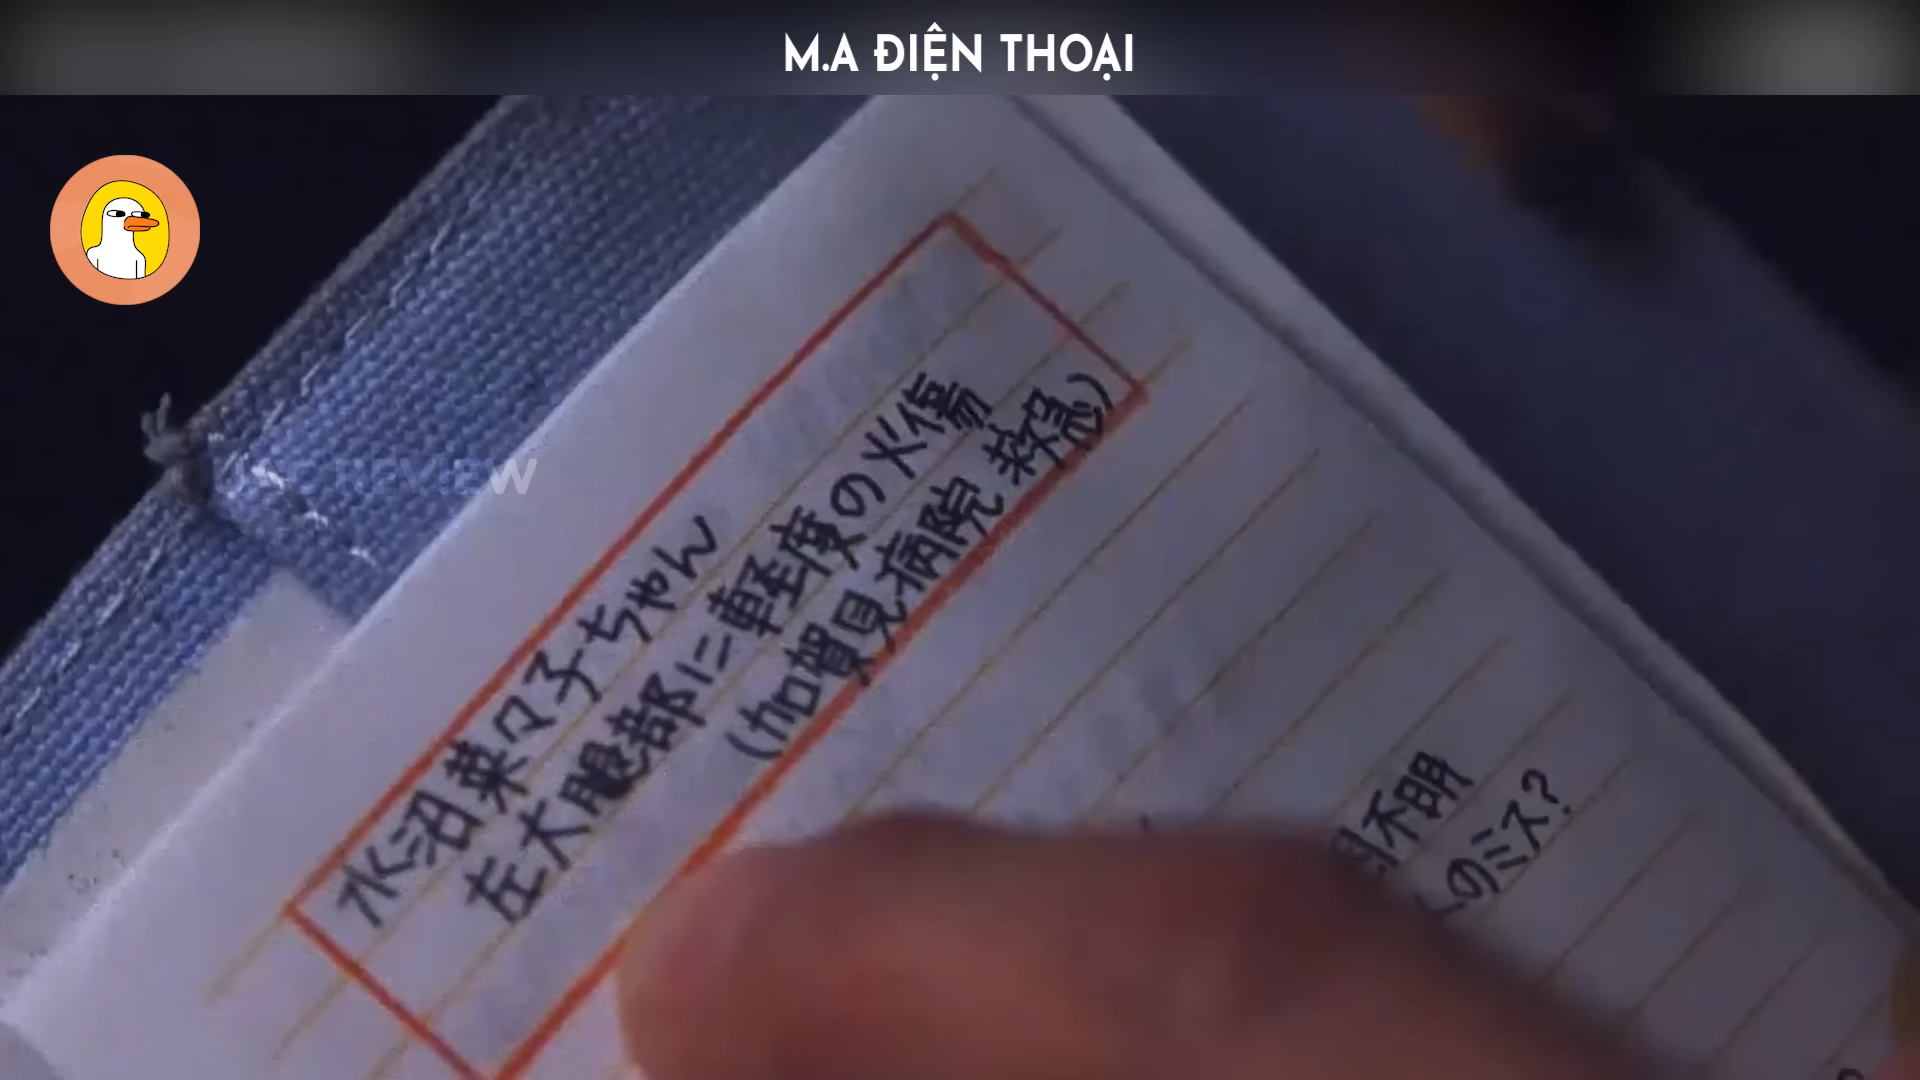 M.A ĐIỆN THOẠI
REVIEW
水沼菜々子ちゃん
左大腿部に軽度の火傷
(加賀見病院 救急)
不明
のミス?